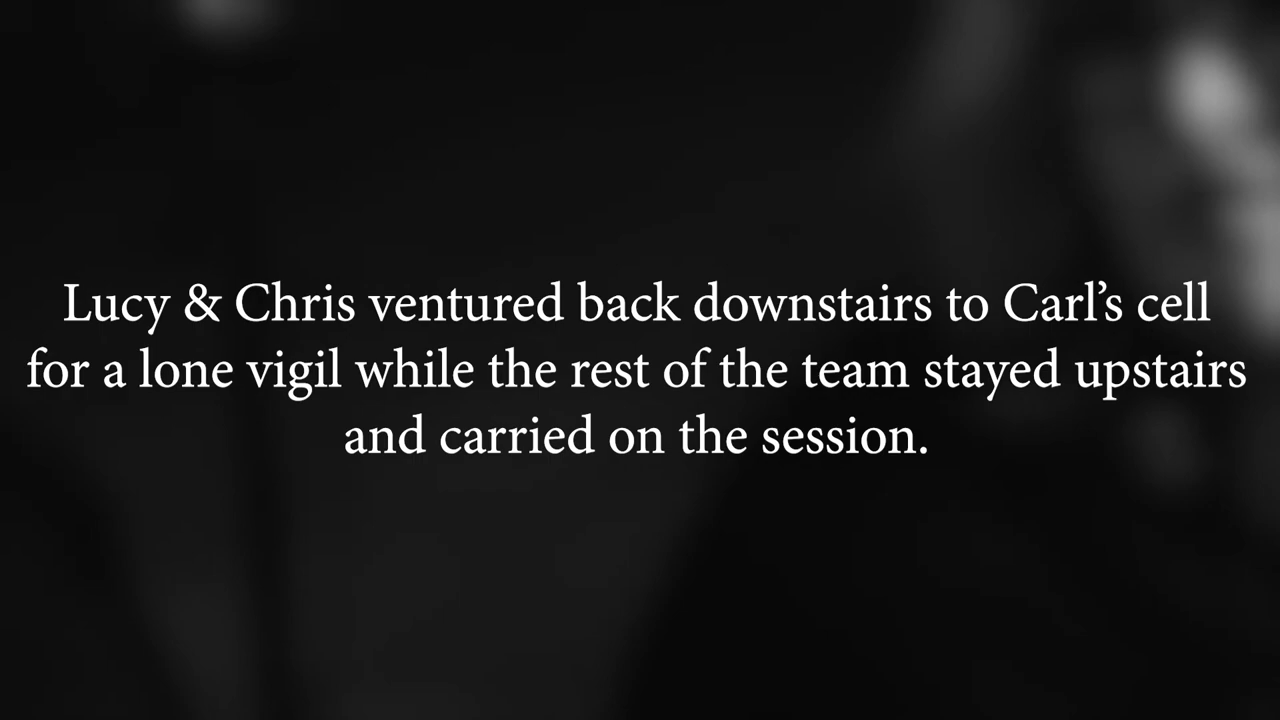 Lucy & Chris ventured back downstairs to Carl’s cell
for a lone vigil while the rest of the team stayed upstairs
and carried on the session.